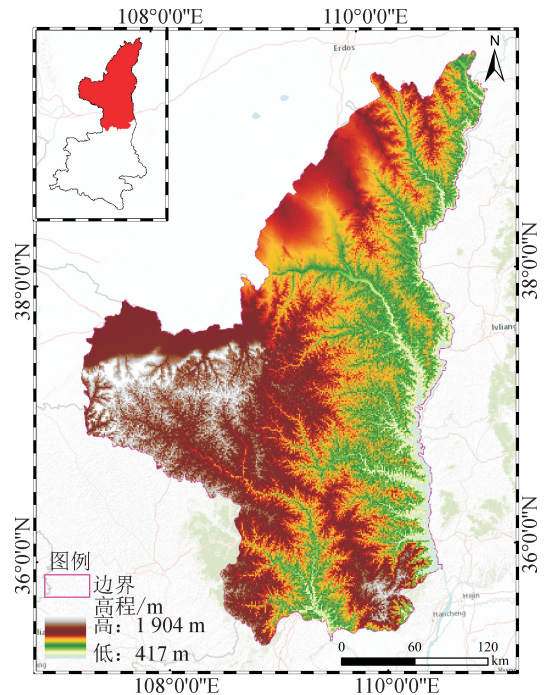 108°0'0"E 110°0'0"E
Erdos
N
38°0'0"N 38°0'0"N
lvliang
36°0'0"N 36°0'0"N
图例
边界
高程/m
高：1 904 m
低：417 m
Hejin
Hancheng
0 60 120
km
108°0'0"E 110°0'0"E